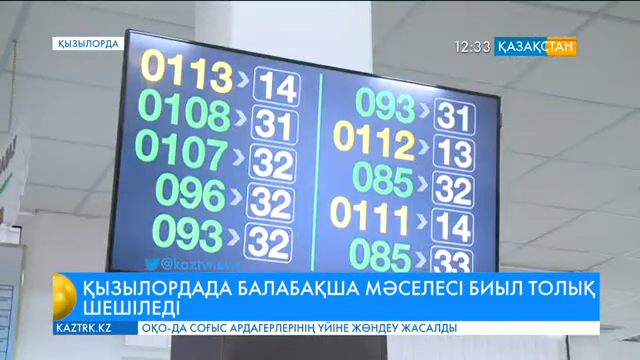 ҚЫЗЫЛОРДА
12:33 ҚАЗАҚСТАН
0113 › 14
0108 › 31
0107 › 32
096 › 32
093 › 32
093 › 31
0112 › 13
085 › 32
0111 › 14
085 › 33
@kaztvnews
ҚЫЗЫЛОРДАДА БАЛАБАҚША МӘСЕЛЕСІ БИЫЛ ТОЛЫҚ
ШЕШІЛЕДІ
KAZTRK.KZ
ОҚО-ДА СОҒЫС АРДАГЕРЛЕРІНІҢ ҮЙІНЕ ЖӨНДЕУ ЖАСАЛДЫ